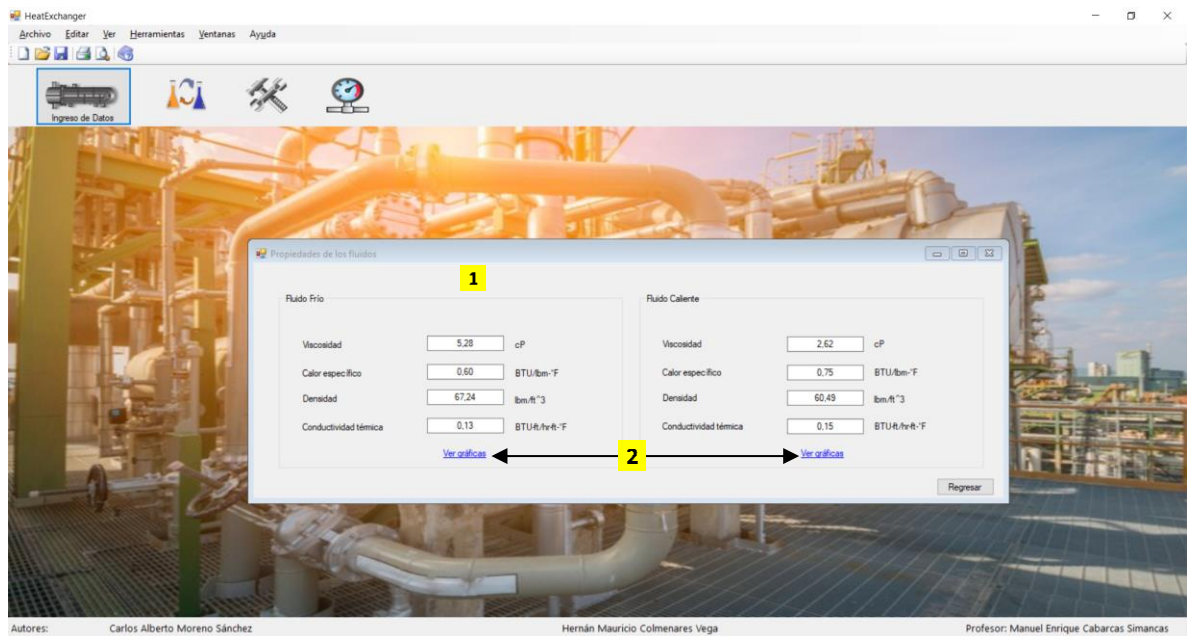 HeatExchanger
Archivo Editar Ver Herramientas Ventanas Ayuda
Ingreso de Datos
Propiedades de los fluidos
1
Fluido Frío
Viscosidad 5,28 cP
Calor específico 0,60 BTU/lbm-°F
Densidad 67,24 lbm/ft^3
Conductividad térmica 0,13 BTU-ft/hr-ft-°F
Ver gráficas
Fluido Caliente
Viscosidad 2,62 cP
Calor específico 0,75 BTU/lbm-°F
Densidad 60,49 lbm/ft^3
Conductividad térmica 0,15 BTU-ft/hr-ft-°F
Ver gráficas
2
Regresar
Autores: Carlos Alberto Moreno Sánchez Hernán Mauricio Colmenares Vega Profesor: Manuel Enrique Cabarcas Simancas